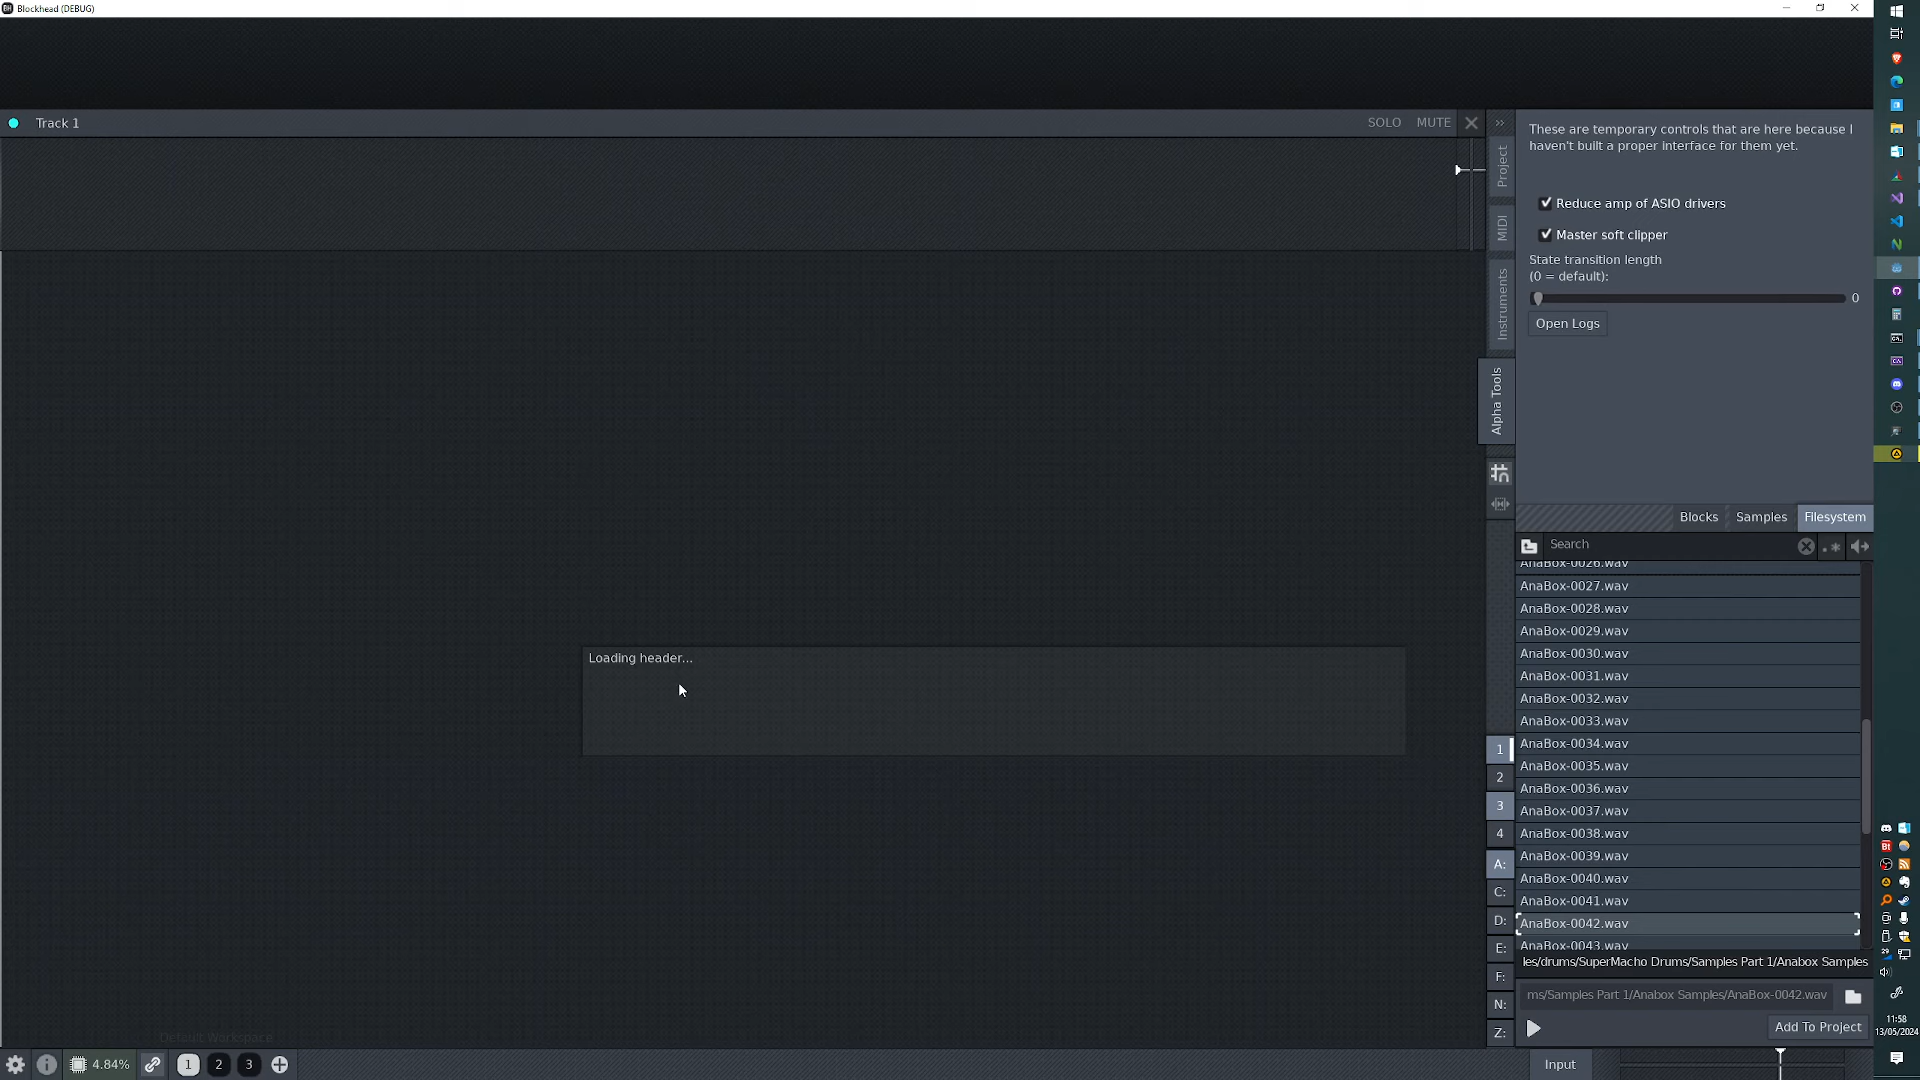 Blockhead (DEBUG)
Track 1
SOLO
MUTE
Project
MIDI
Instruments
Alpha Tools
These are temporary controls that are here because I
haven't built a proper interface for them yet.
Reduce amp of ASIO drivers
Master soft clipper
State transition length
(0 = default):
0
Open Logs
Blocks
Samples
Filesystem
Search
.*
AnaBox-0026.wav
AnaBox-0027.wav
AnaBox-0028.wav
AnaBox-0029.wav
AnaBox-0030.wav
AnaBox-0031.wav
AnaBox-0032.wav
AnaBox-0033.wav
AnaBox-0034.wav
AnaBox-0035.wav
AnaBox-0036.wav
AnaBox-0037.wav
AnaBox-0038.wav
AnaBox-0039.wav
AnaBox-0040.wav
AnaBox-0041.wav
AnaBox-0042.wav
AnaBox-0043.wav
les/drums/SuperMacho Drums/Samples Part 1/Anabox Samples
ms/Samples Part 1/Anabox Samples/AnaBox-0042.wav
Add To Project
Loading header...
1
2
3
4
A:
C:
D:
E:
F:
N:
Z:
Default Workspace
4.84%
1
2
3
Input
11:58
13/05/2024